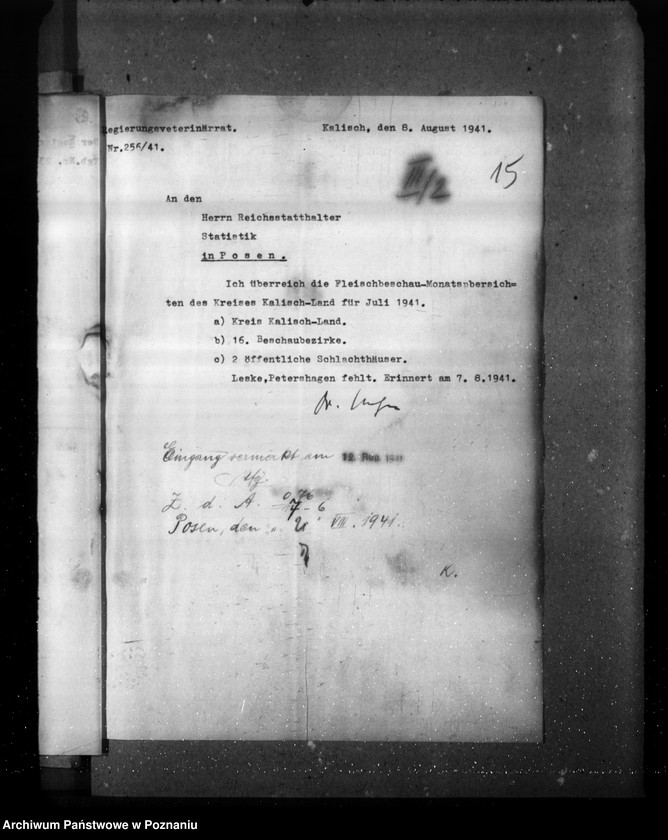 Regierungsveterinärrat.
Kalisch, den 8. August 1941.
Nr.256/41.
III/2
15
An den
Herrn Reichsstatthalter
Statistik
in P o s e n .
Ich überreich die Fleischbeschau-Monatsbersich=
ten des Kreises Kalisch-Land für Juli 1941.
a) Kreis Kalisch-Land.
b) 16. Beschaubezirke.
c) 2 öffentliche Schlachthäuser.
Leske,Petershagen fehlt. Erinnert am 7. 8.1941.
Dr.
Eingang vermerkt am 12. Aug. 1941
Z. d. A.
Posen, den VIII. 1941.
K.
Archiwum Państwowe w Poznaniu